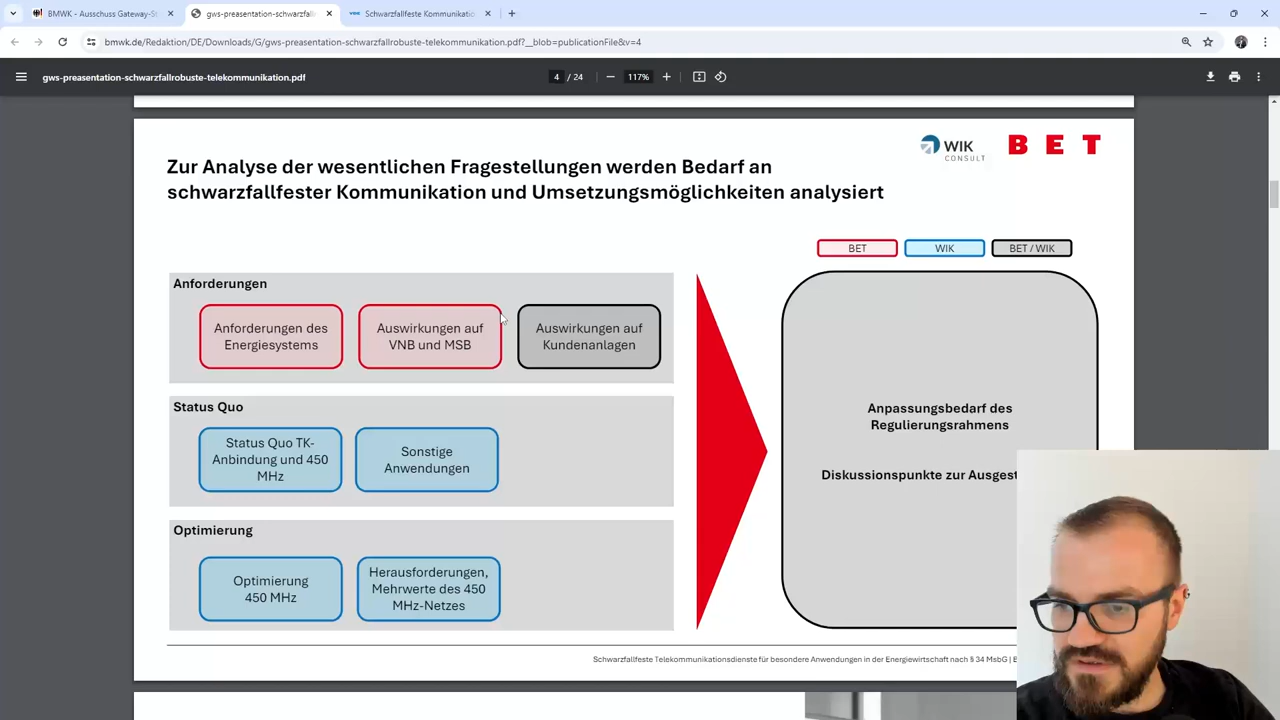 BMWK - Ausschuss Gateway-St
gws-preasentation-schwarzfallr
Schwarzfallfeste Kommunikatio
bmwk.de/Redaktion/DE/Downloads/G/gws-preasentation-schwarzfallrobuste-telekommunikation.pdf?__blob=publicationFile&v=4
gws-preasentation-schwarzfallrobuste-telekommunikation.pdf
4 / 24
117%
WIK
CONSULT
BET
Zur Analyse der wesentlichen Fragestellungen werden Bedarf an
schwarzfallfester Kommunikation und Umsetzungsmöglichkeiten analysiert
BET
WIK
BET / WIK
Anforderungen
Anforderungen des
Energiesystems
Auswirkungen auf
VNB und MSB
Auswirkungen auf
Kundenanlagen
Status Quo
Status Quo TK-
Anbindung und 450
MHz
Sonstige
Anwendungen
Optimierung
Optimierung
450 MHz
Herausforderungen,
Mehrwerte des 450
MHz-Netzes
Anpassungsbedarf des
Regulierungsrahmens
Diskussionspunkte zur Ausgest
Schwarzfallfeste Telekommunikationsdienste für besondere Anwendungen in der Energiewirtschaft nach § 34 MsbG | B